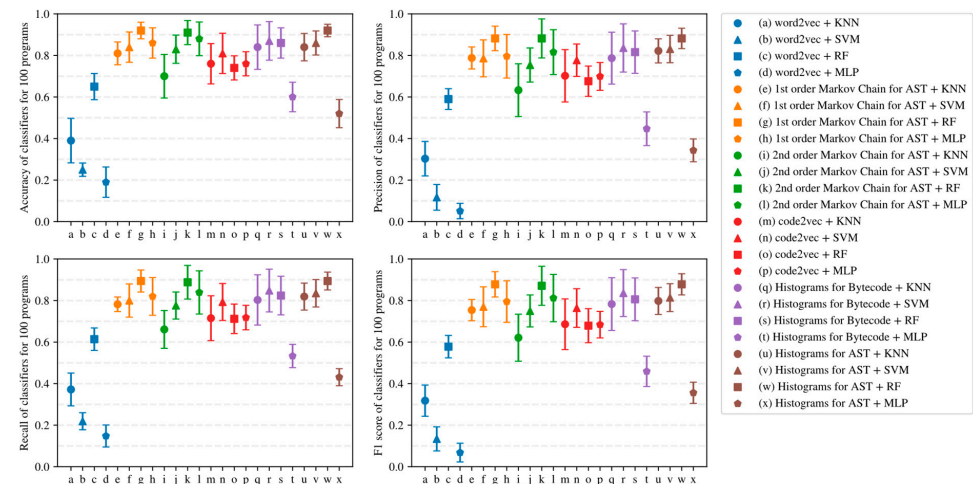 Accuracy of classifiers for 100 programs
1.0
0.8
0.6
0.4
0.2
0.0
a b c d e f g h i j k l m n o p q r s t u v w x
Precision of classifiers for 100 programs
1.0
0.8
0.6
0.4
0.2
0.0
a b c d e f g h i j k l m n o p q r s t u v w x
Recall of classifiers for 100 programs
1.0
0.8
0.6
0.4
0.2
0.0
a b c d e f g h i j k l m n o p q r s t u v w x
F1 score of classifiers for 100 programs
1.0
0.8
0.6
0.4
0.2
0.0
a b c d e f g h i j k l m n o p q r s t u v w x
(a) word2vec + KNN
(b) word2vec + SVM
(c) word2vec + RF
(d) word2vec + MLP
(e) 1st order Markov Chain for AST + KNN
(f) 1st order Markov Chain for AST + SVM
(g) 1st order Markov Chain for AST + RF
(h) 1st order Markov Chain for AST + MLP
(i) 2nd order Markov Chain for AST + KNN
(j) 2nd order Markov Chain for AST + SVM
(k) 2nd order Markov Chain for AST + RF
(l) 2nd order Markov Chain for AST + MLP
(m) code2vec + KNN
(n) code2vec + SVM
(o) code2vec + RF
(p) code2vec + MLP
(q) Histograms for Bytecode + KNN
(r) Histograms for Bytecode + SVM
(s) Histograms for Bytecode + RF
(t) Histograms for Bytecode + MLP
(u) Histograms for AST + KNN
(v) Histograms for AST + SVM
(w) Histograms for AST + RF
(x) Histograms for AST + MLP